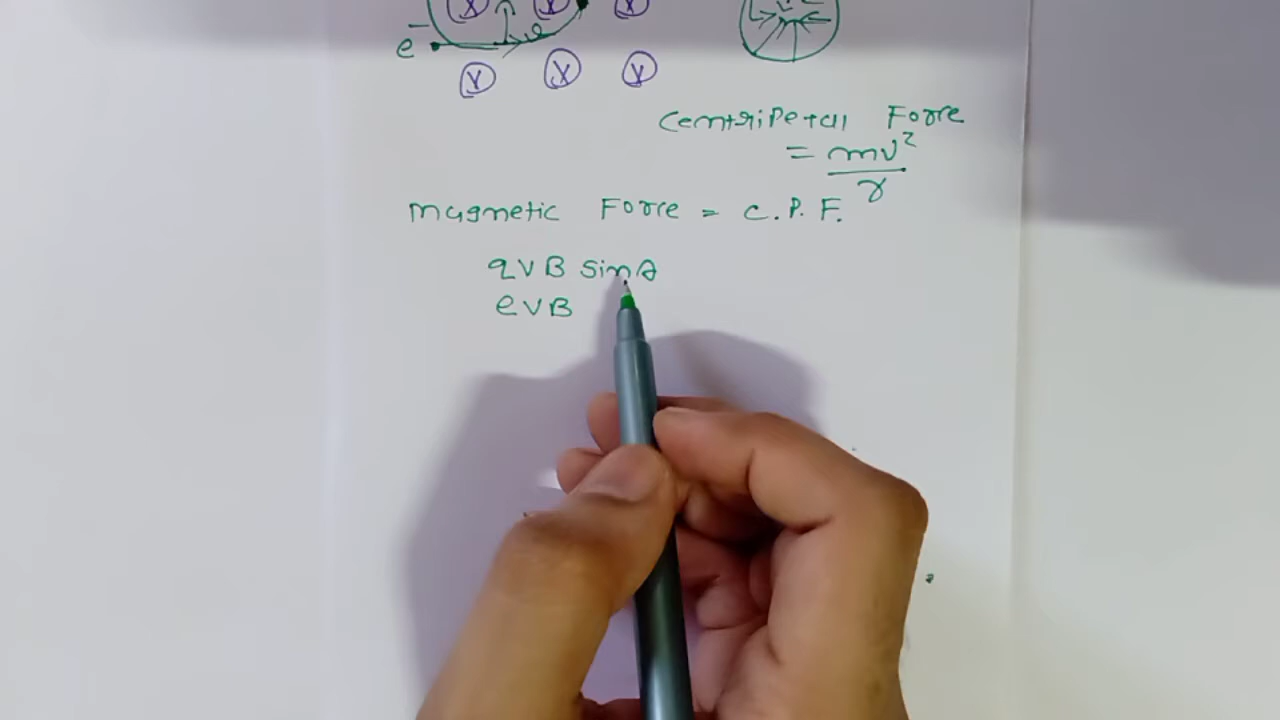 x x x
e⁻ v
x x x
Centripetal Force
= mv²
r
Magnetic Force = C.P.F.
qVB sinθ
eVB